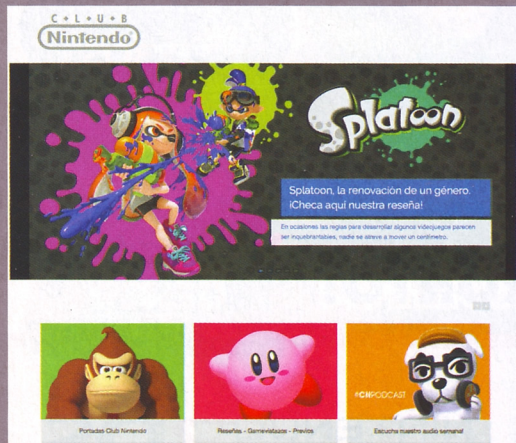 C • L • U • B
Nintendo
Splatoon
Splatoon, la renovación de un género.
¡Checa aquí nuestra reseña!
En ocasiones las reglas para desarrollar algunos videojuegos parecen
ser inquebrantables, nadie se atreve a mover un centímetro.
#CNPODCAST
Portadas Club Nintendo
Reseñas - Gamevistazos - Previos
Escucha nuestro audio semanal